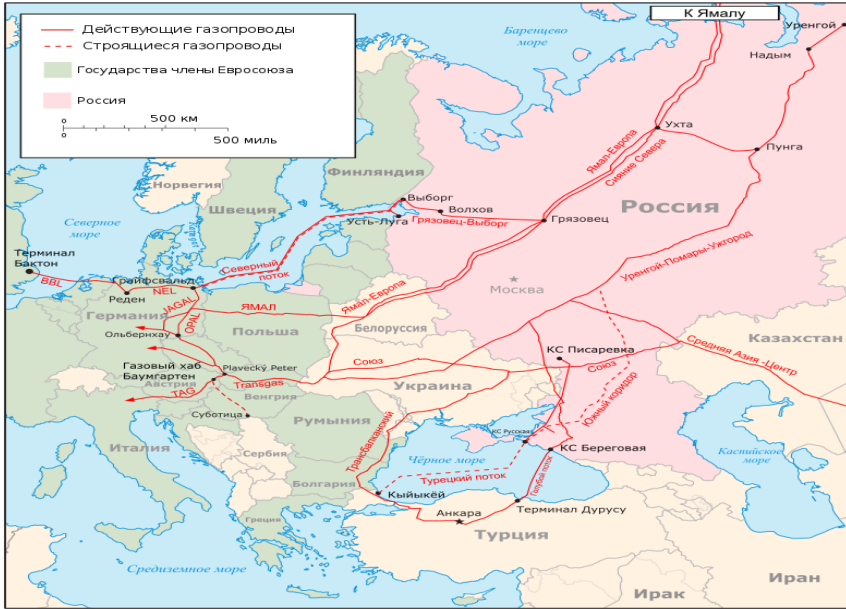 К Ямалу
Действующие газопроводы
Строящиеся газопроводы
Государства члены Евросоюза
Россия
500 км
500 миль
Баренцево
море
Уренгой
Надым
Ухта
Пунга
Ямал-Европа
Сияние Севера
Норвегия
Швеция
Финляндия
Выборг
Волхов
Усть-Луга
Грязовец-Выборг
Грязовец
Россия
Северное
море
Терминал
Бактон
BBL
Грайфсвальд
Северный
поток
Реден
NEL
JAGAL
OPAL
ЯМАЛ
Ямал-Европа
Москва
Уренгой-Помары-Ужгород
Германия
Ольбернхау
Польша
Белоруссия
Казахстан
Газовый хаб
Баумгартен
Plavecký Peter
Transgas
TAG
Австрия
Венгрия
Союз
КС Писаревка
Союз
Средняя Азия -Центр
Украина
Южный коридор
Суботица
Румыния
Трансбалканский
КС Русская
КС Береговая
Италия
Сербия
Болгария
Чёрное море
Турецкий поток
Голубой поток
Каспийское
море
Кыйыкёй
Анкара
Терминал Дурусу
Греция
Турция
Средиземное море
Ирак
Иран